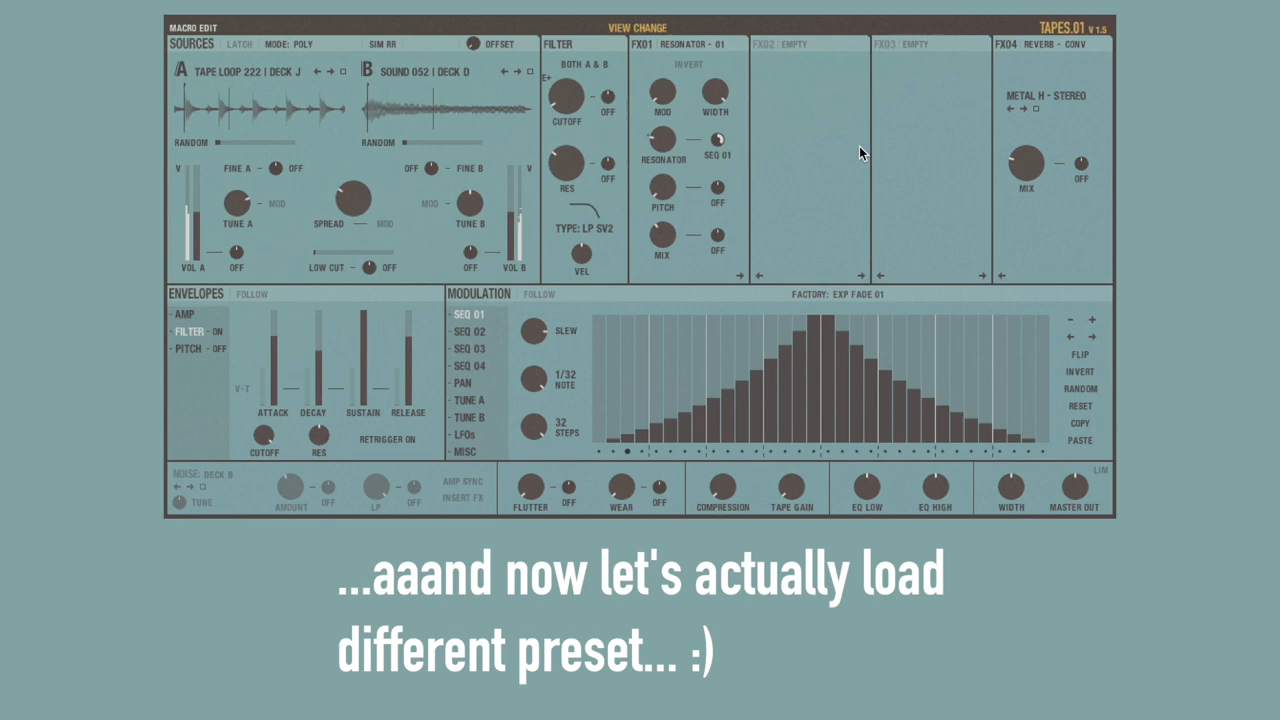 MACRO EDIT
VIEW CHANGE
TAPES.01 V 1.5
SOURCES LATCH MODE: POLY SIM RR OFFSET
FILTER
FX01 RESONATOR - 01
FX02 EMPTY
FX03 EMPTY
FX04 REVERB - CONV
A TAPE LOOP 222 | DECK J
B SOUND 052 | DECK D
RANDOM
RANDOM
V FINE A OFF
OFF FINE B V
TUNE A MOD
SPREAD MOD
MOD TUNE B
VOL A OFF
LOW CUT OFF
OFF VOL B
BOTH A & B
E+
CUTOFF OFF
RES OFF
TYPE: LP SV2
VEL
INVERT
MOD WIDTH
RESONATOR SEQ 01
PITCH OFF
MIX OFF
METAL H - STEREO
MIX OFF
ENVELOPES FOLLOW
- AMP
- FILTER - ON
- PITCH - OFF
V - T
ATTACK DECAY SUSTAIN RELEASE
CUTOFF RES RETRIGGER ON
MODULATION FOLLOW FACTORY: EXP FADE 01
- SEQ 01
- SEQ 02
- SEQ 03
- SEQ 04
- PAN
- TUNE A
- TUNE B
- LFOs
- MISC
SLEW
1/32
NOTE
32
STEPS
- +
FLIP
INVERT
RANDOM
RESET
COPY
PASTE
NOISE: DECK B
TUNE
AMOUNT OFF LP OFF
AMP SYNC
INSERT FX
FLUTTER OFF WEAR OFF
COMPRESSION TAPE GAIN
EQ LOW EQ HIGH
LIM
WIDTH MASTER OUT
...aaand now let's actually load
different preset... :)